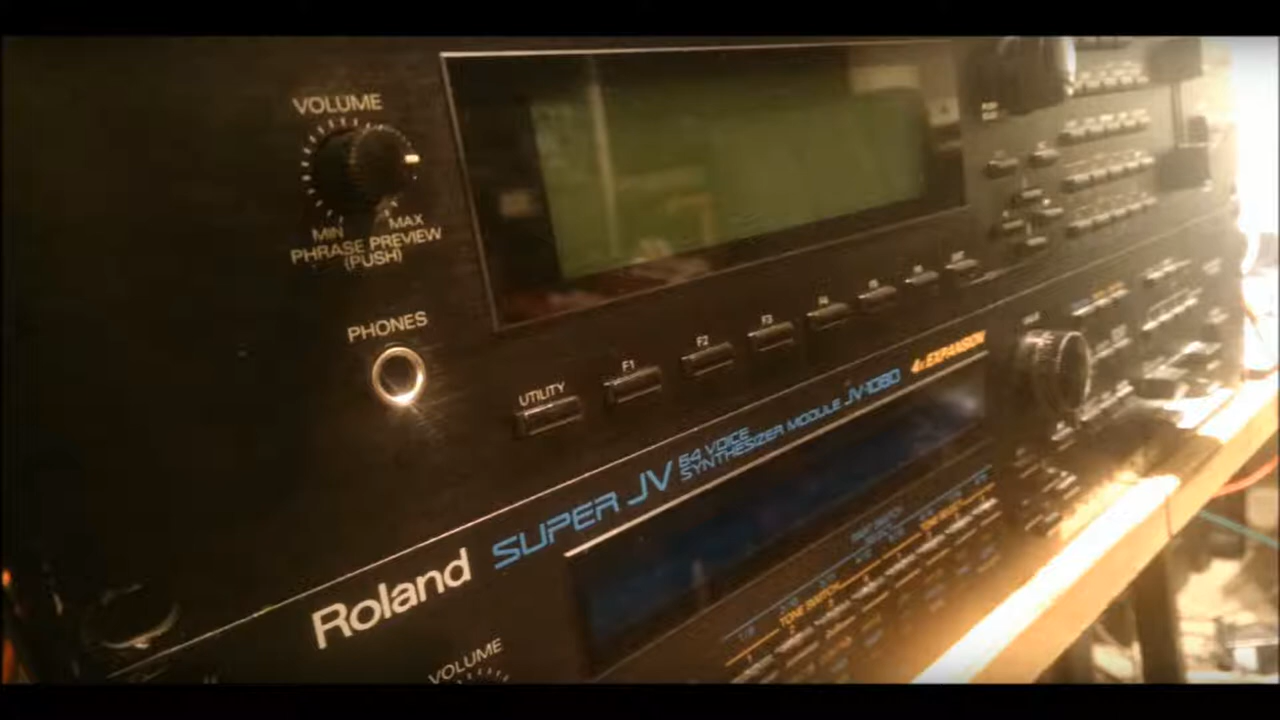 VOLUME
MIN MAX
PHRASE PREVIEW
(PUSH)
PHONES
UTILITY
F1
F2
F3
Roland SUPER JV 64 VOICE
SYNTHESIZER MODULE JV-1080
4x EXPANSION
VOLUME
TONE SWITCH